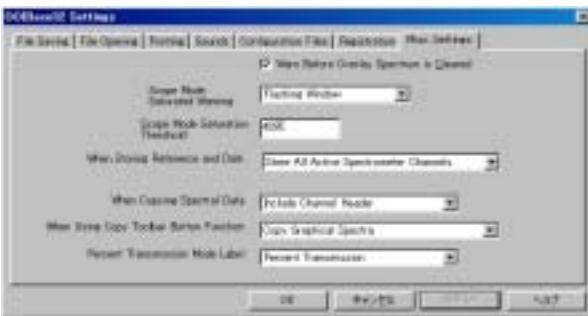 OOIBase32 Settings
File Saving File Opening Printing Sounds Configuration Files Registration Misc. Settings
Warn Before Overlay Spectrum is Cleared
Scope Mode Saturated Warning
Flashing Window
Scope Mode Saturation Threshold
4095
When Storing Reference and Dark
Store All Active Spectrometer Channels
When Copying Spectral Data
Include Channel Header
When Using Copy Toolbar Button Function
Copy Graphical Spectra
Percent Transmission Mode Label
Percent Transmission
OK キャンセル ヘルプ